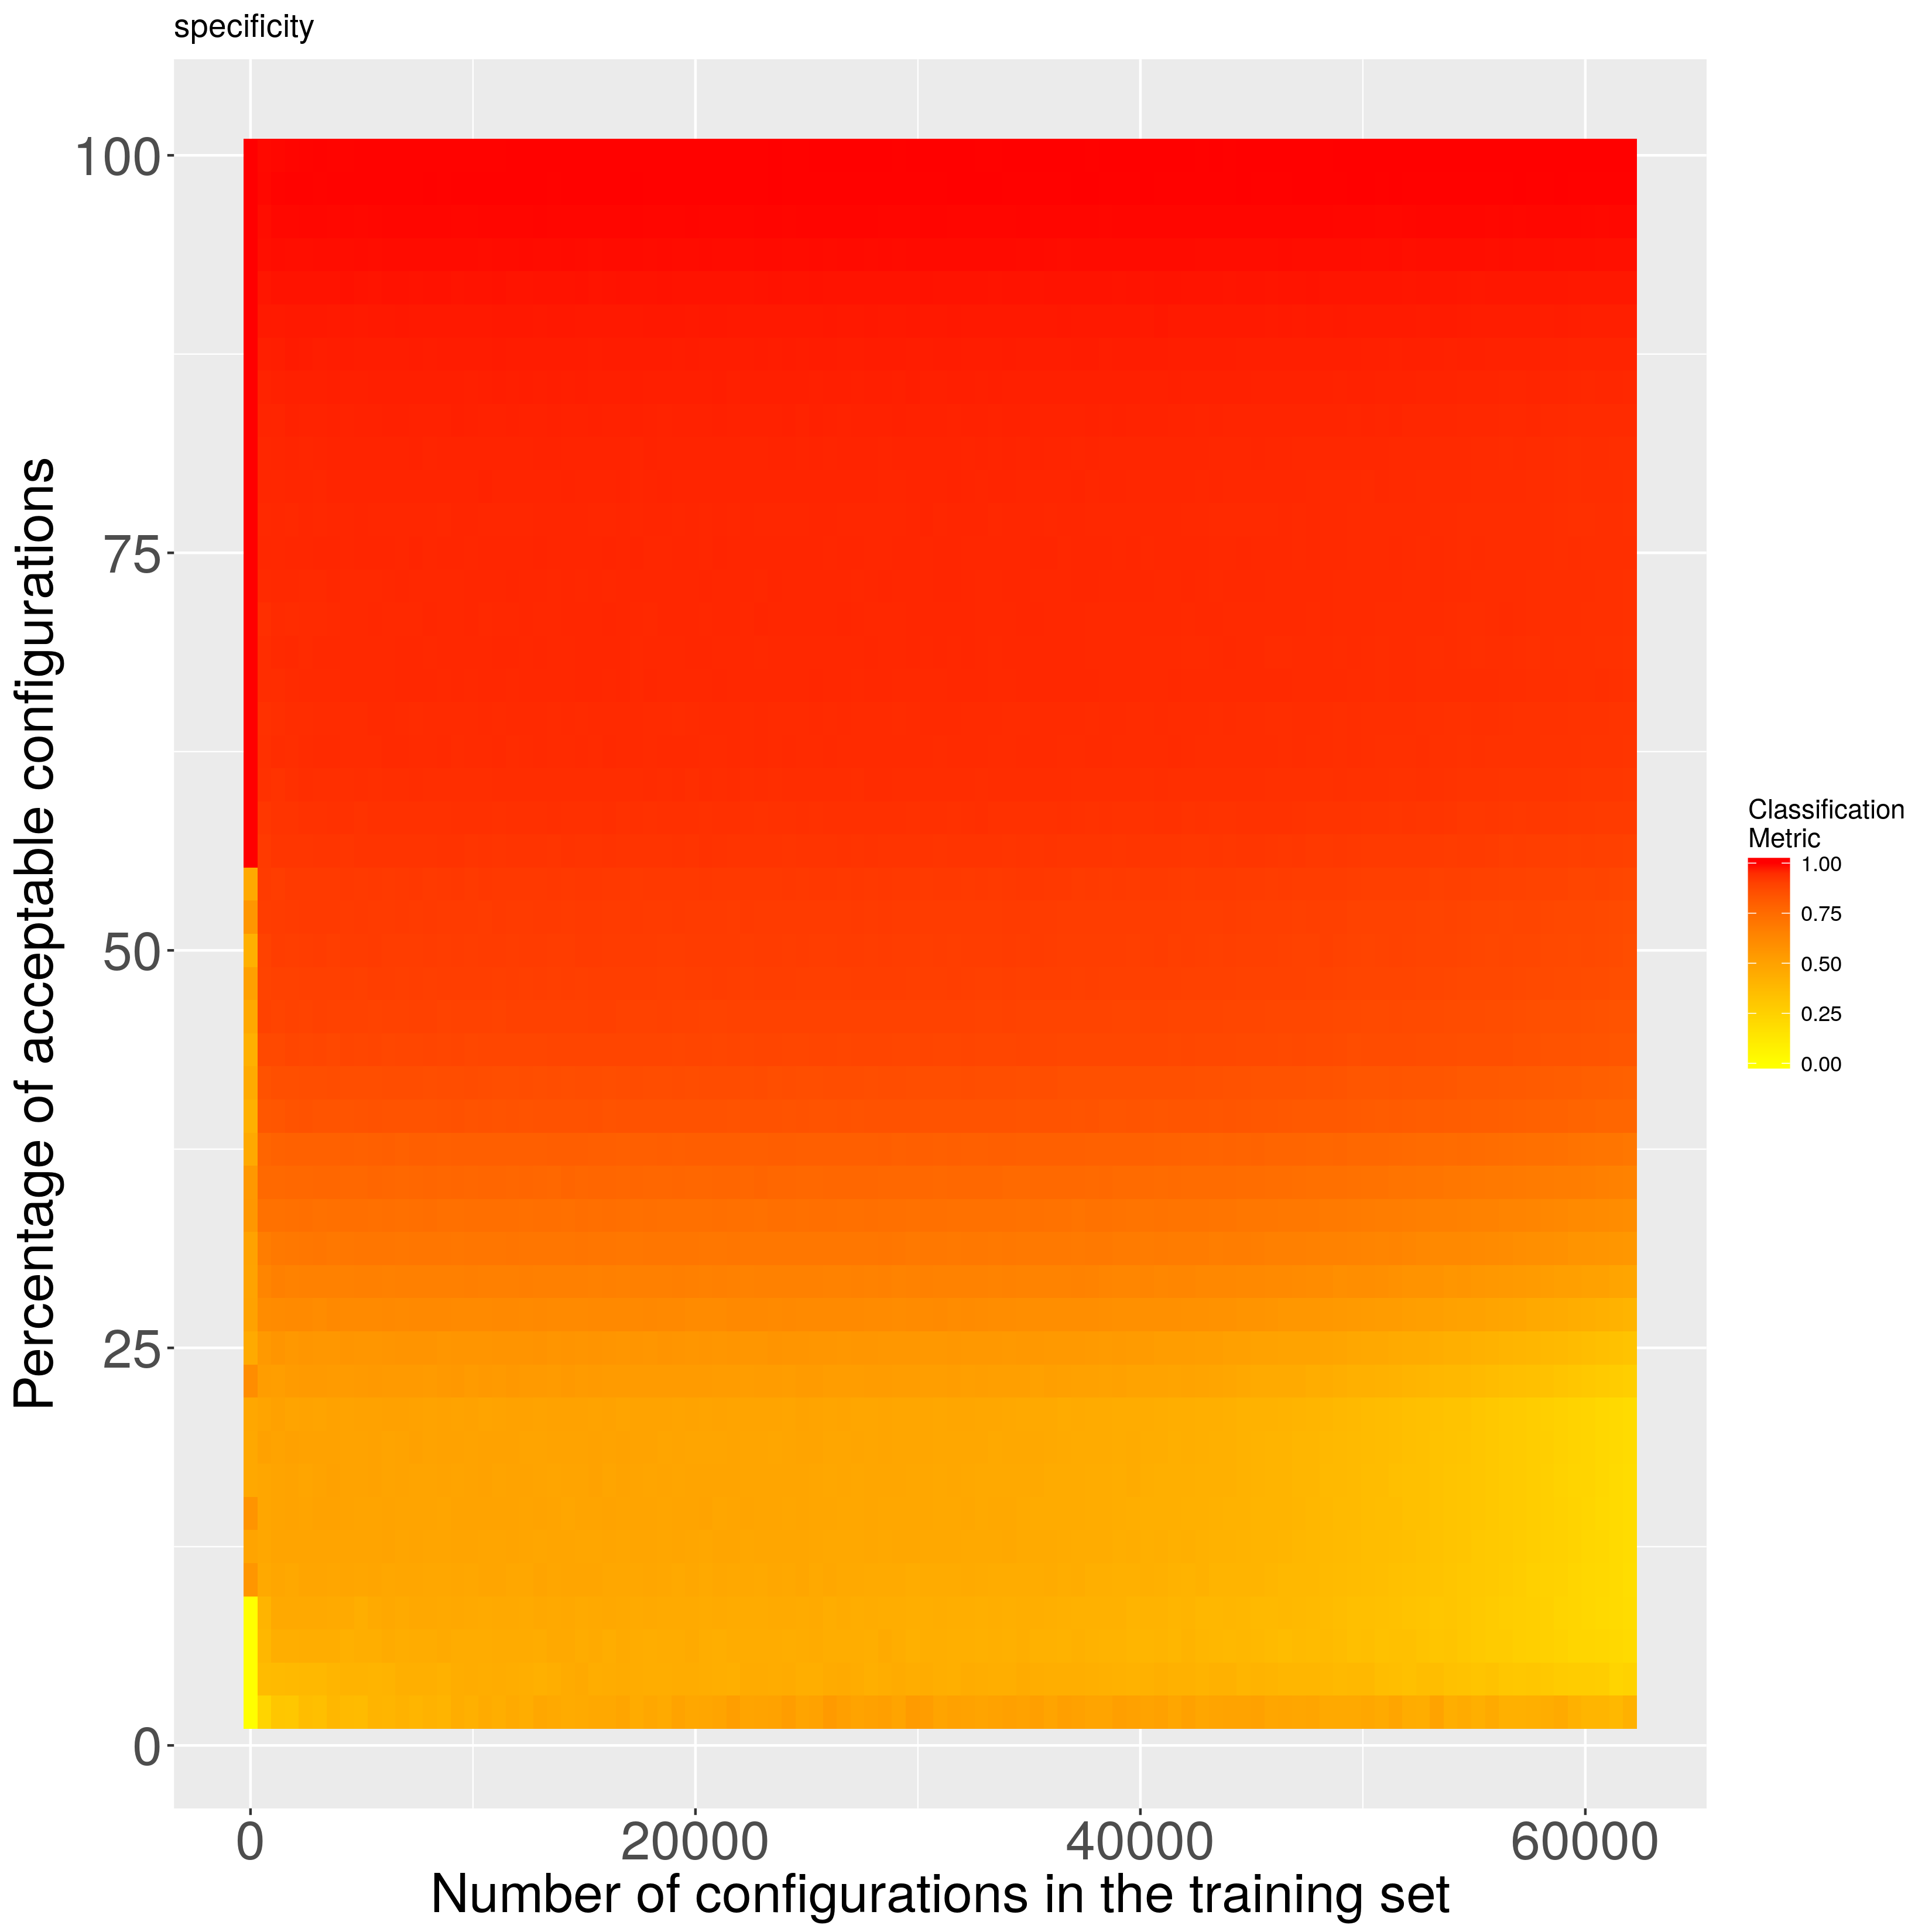 specificity
Percentage of acceptable configurations
100
75
50
25
0
0 20000 40000 60000
Number of configurations in the training set
Classification
Metric
1.00
0.75
0.50
0.25
0.00